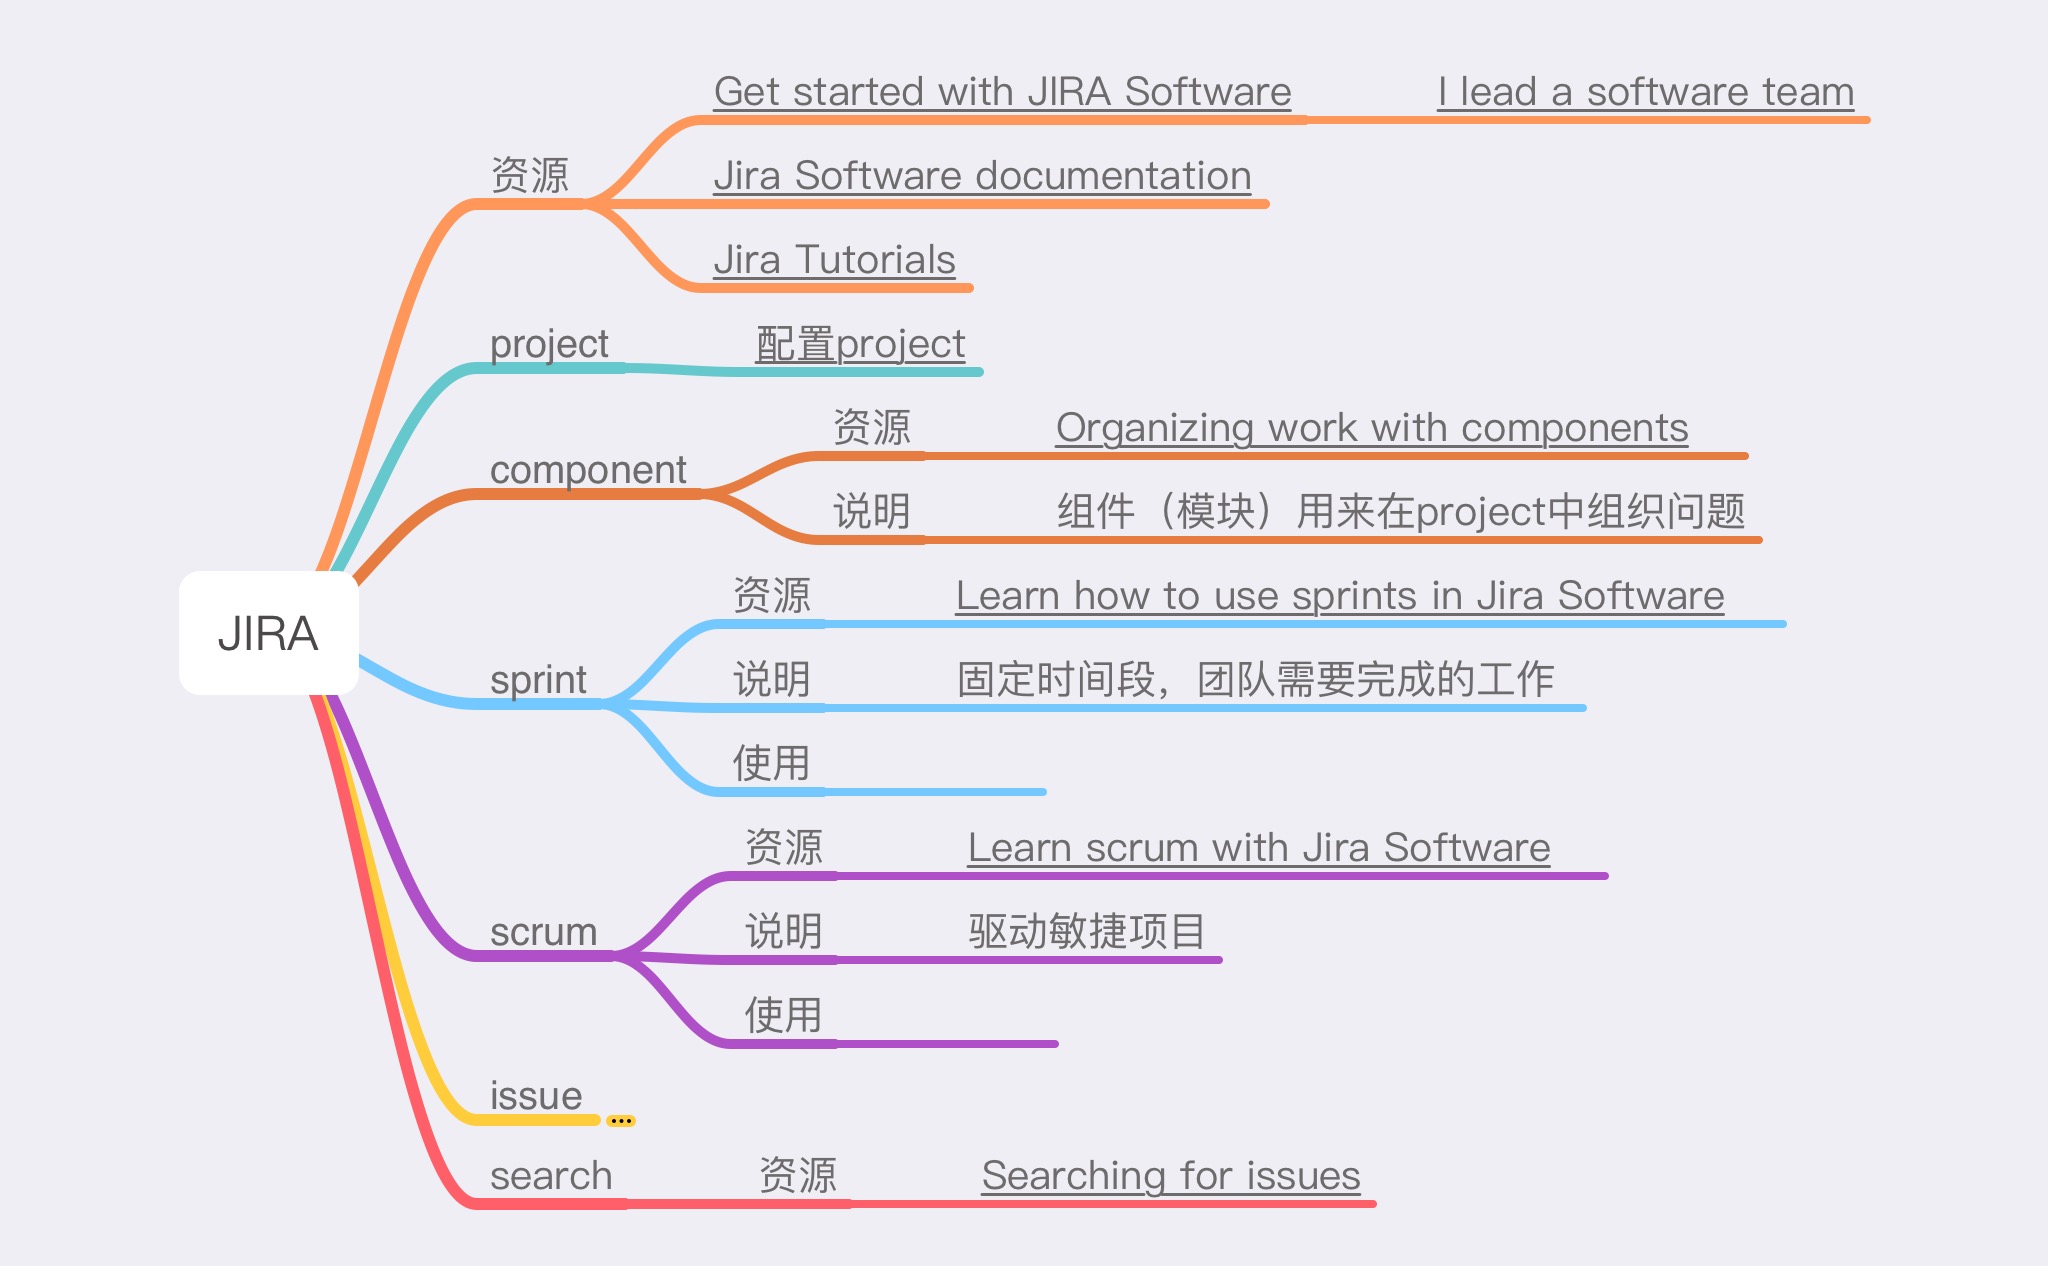 Get started with JIRA Software
I lead a software team
资源
Jira Software documentation
Jira Tutorials
project
配置project
component
资源
Organizing work with components
说明
组件（模块）用来在project中组织问题
JIRA
sprint
资源
Learn how to use sprints in Jira Software
说明
固定时间段，团队需要完成的工作
使用
scrum
资源
Learn scrum with Jira Software
说明
驱动敏捷项目
使用
issue
search
资源
Searching for issues